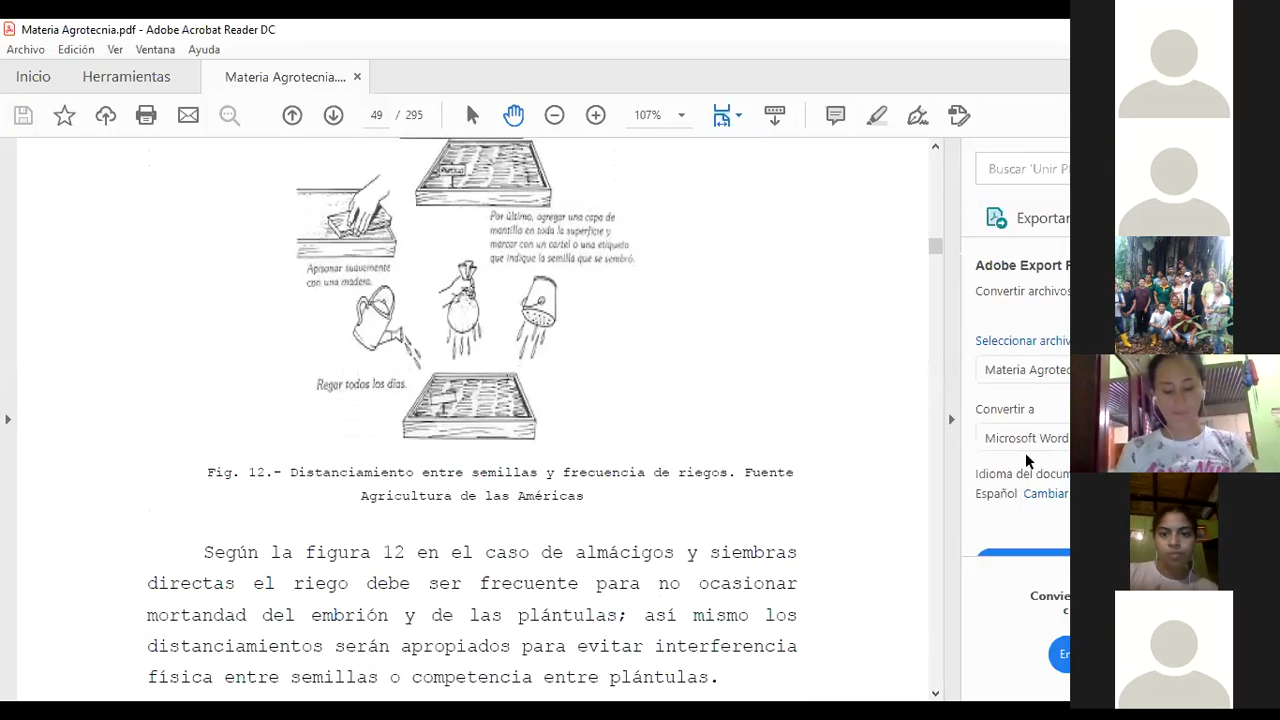 Materia Agrotecnia.pdf - Adobe Acrobat Reader DC
Archivo Edición Ver Ventana Ayuda
Inicio Herramientas Materia Agrotecnia.... ×
49 / 295 107%
Por último, agregar una capa de
mantillo en toda la superficie y
marcar con un cartel o una etiqueta
que indique la semilla que se sembró.
Apisonar suavemente
con una madera.
Regar todos los días.
Fig. 12.- Distanciamiento entre semillas y frecuencia de riegos. Fuente
Agricultura de las Américas
Según la figura 12 en el caso de almácigos y siembras
directas el riego debe ser frecuente para no ocasionar
mortandad del embrión y de las plántulas; así mismo los
distanciamientos serán apropiados para evitar interferencia
física entre semillas o competencia entre plántulas.
Buscar 'Unir P
Exportar
Adobe Export P
Convertir archivos
Seleccionar archi
Materia Agrotec
Convertir a
Microsoft Word
Idioma del docum
Español Cambiar
Convie
c
Em